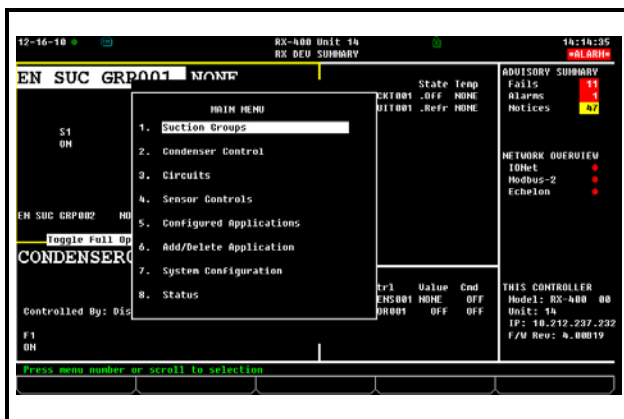 12-16-10 RX-400 Unit 14 14:14:35
RX DEV SUMMARY *ALARM*
EN SUC GRP001 NONE
S1
ON
EN SUC GRP002
Toggle Full Op
CONDENSER
Controlled By: Dis
F1
ON
MAIN MENU
1. Suction Groups
2. Condenser Control
3. Circuits
4. Sensor Controls
5. Configured Applications
6. Add/Delete Application
7. System Configuration
8. Status
State Temp
CKT001 .OFF NONE
UIT001 .Refr NONE
trl Value Cmd
ENS001 NONE OFF
OR001 OFF OFF
ADVISORY SUMMARY
Fails 11
Alarms 1
Notices 47
NETWORK OVERVIEW
IONet
Modbus-2
Echelon
THIS CONTROLLER
Model: RX-400 00
Unit: 14
IP: 10.212.237.232
F/W Rev: 4.00B19
Press menu number or scroll to selection